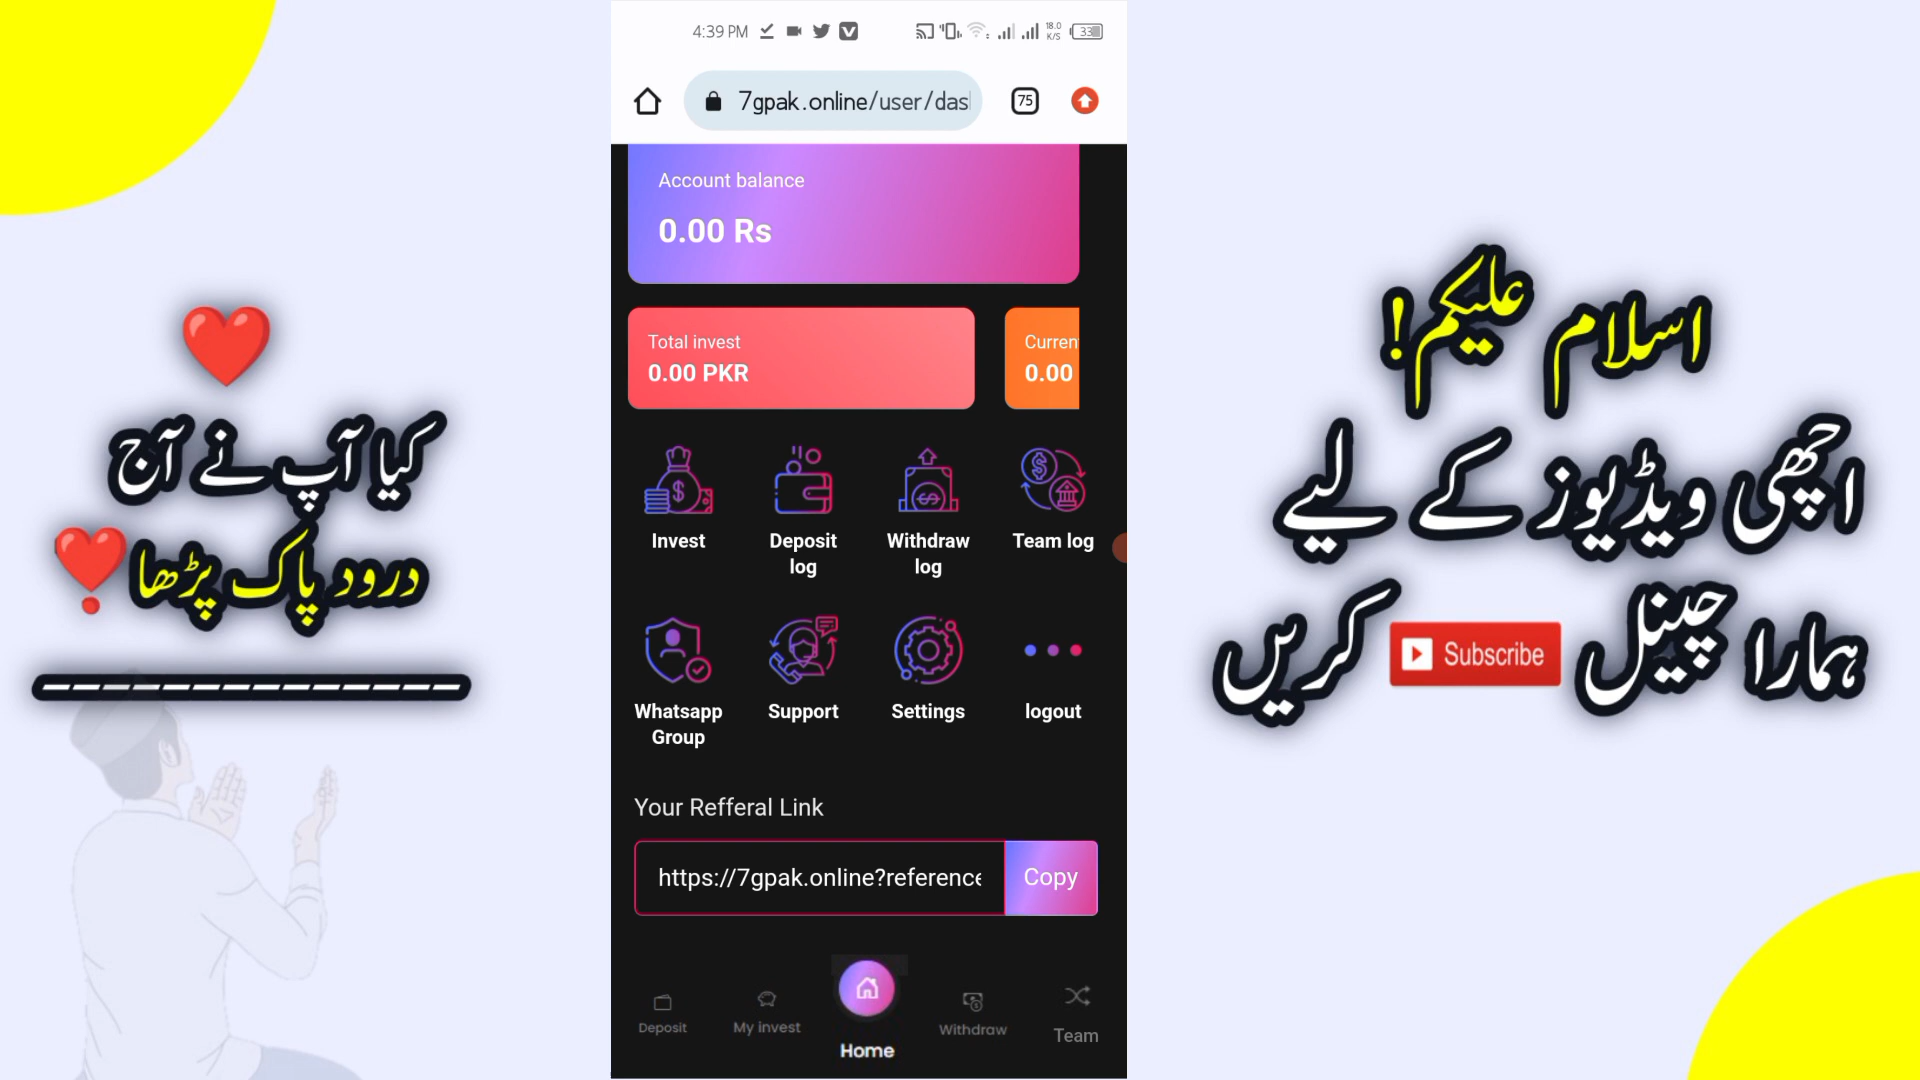 4:39 PM
18.0
K/S
33
7gpak.online/user/das
75
Account balance
0.00 Rs
Total invest
0.00 PKR
Curren
0.00
Invest
Deposit log
Withdraw log
Team log
Whatsapp Group
Support
Settings
logout
Your Refferal Link
https://7gpak.online?reference
Copy
Deposit
My invest
Home
Withdraw
Team
کیا آپ نے آج
درود پاک پڑھا
اسلام علیکم!
اچھی ویڈیوز کے لیے
ہمارا چینل Subscribe کریں